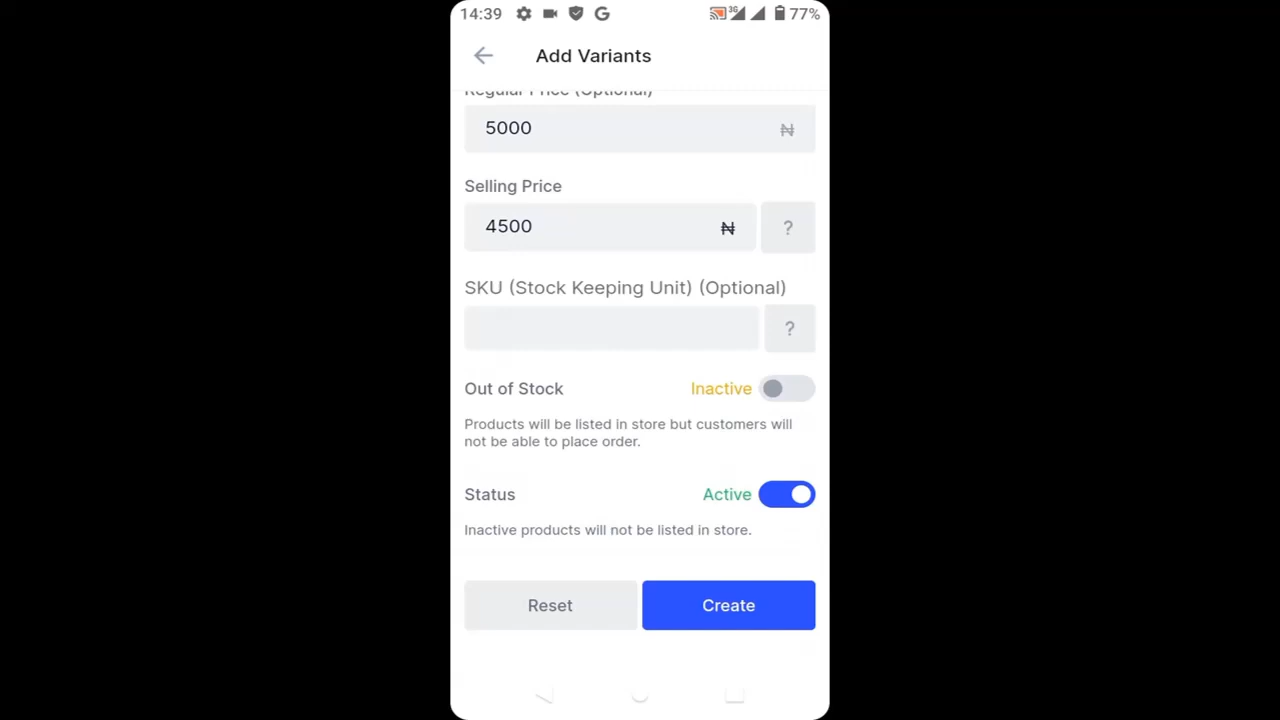 14:39 3G 77%
Add Variants
Regular Price (Optional)
5000 ₦
Selling Price
4500 ₦ ?
SKU (Stock Keeping Unit) (Optional)
?
Out of Stock Inactive
Products will be listed in store but customers will
not be able to place order.
Status Active
Inactive products will not be listed in store.
Reset Create